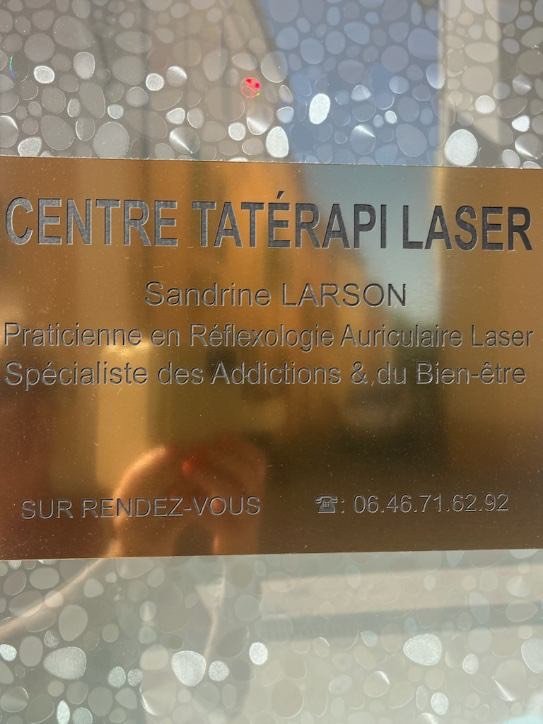 CENTRE TATÉRAPI LASER
Sandrine LARSON
Praticienne en Réflexologie Auriculaire Laser
Spécialiste des Addictions & du Bien-être
SUR RENDEZ-VOUS ☎: 06.46.71.62.92